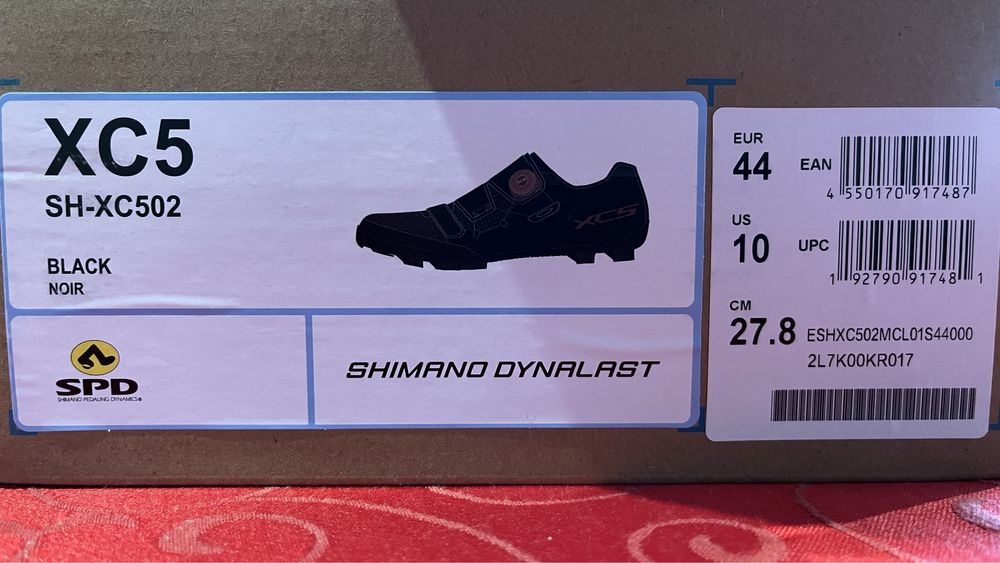 XC5
SH-XC502
BLACK
NOIR
XC5
SPD
SHIMANO PEDALING DYNAMICS®
SHIMANO DYNALAST
EUR
44
EAN
4 550170 917487
US
10
UPC
1 92790 91748 1
CM
27.8
ESHXC502MCL01S44000
2L7K00KR017